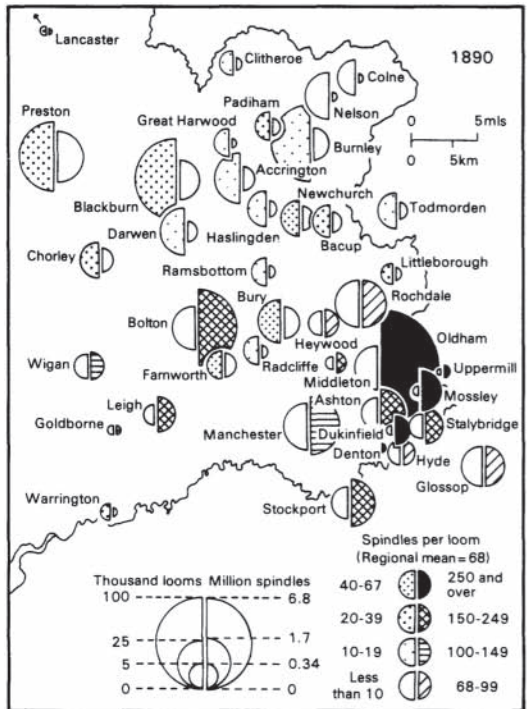 Lancaster
Clitheroe
Colne
1890
Padiham
Nelson
Preston
Great Harwood
0 5mls
0 5km
Burnley
Accrington
Blackburn
Newchurch
Todmorden
Darwen
Haslingden
Bacup
Chorley
Ramsbottom
Littleborough
Bury
Rochdale
Bolton
Oldham
Heywood
Wigan
Farnworth
Radcliffe
Uppermill
Middleton
Leigh
Ashton
Mossley
Goldborne
Manchester
Dukinfield
Stalybridge
Denton
Hyde
Glossop
Warrington
Stockport
Spindles per loom
(Regional mean = 68)
Thousand looms Million spindles
100 6.8
25 1.7
5 0.34
0 0
40-67 250 and over
20-39 150-249
10-19 100-149
Less than 10 68-99